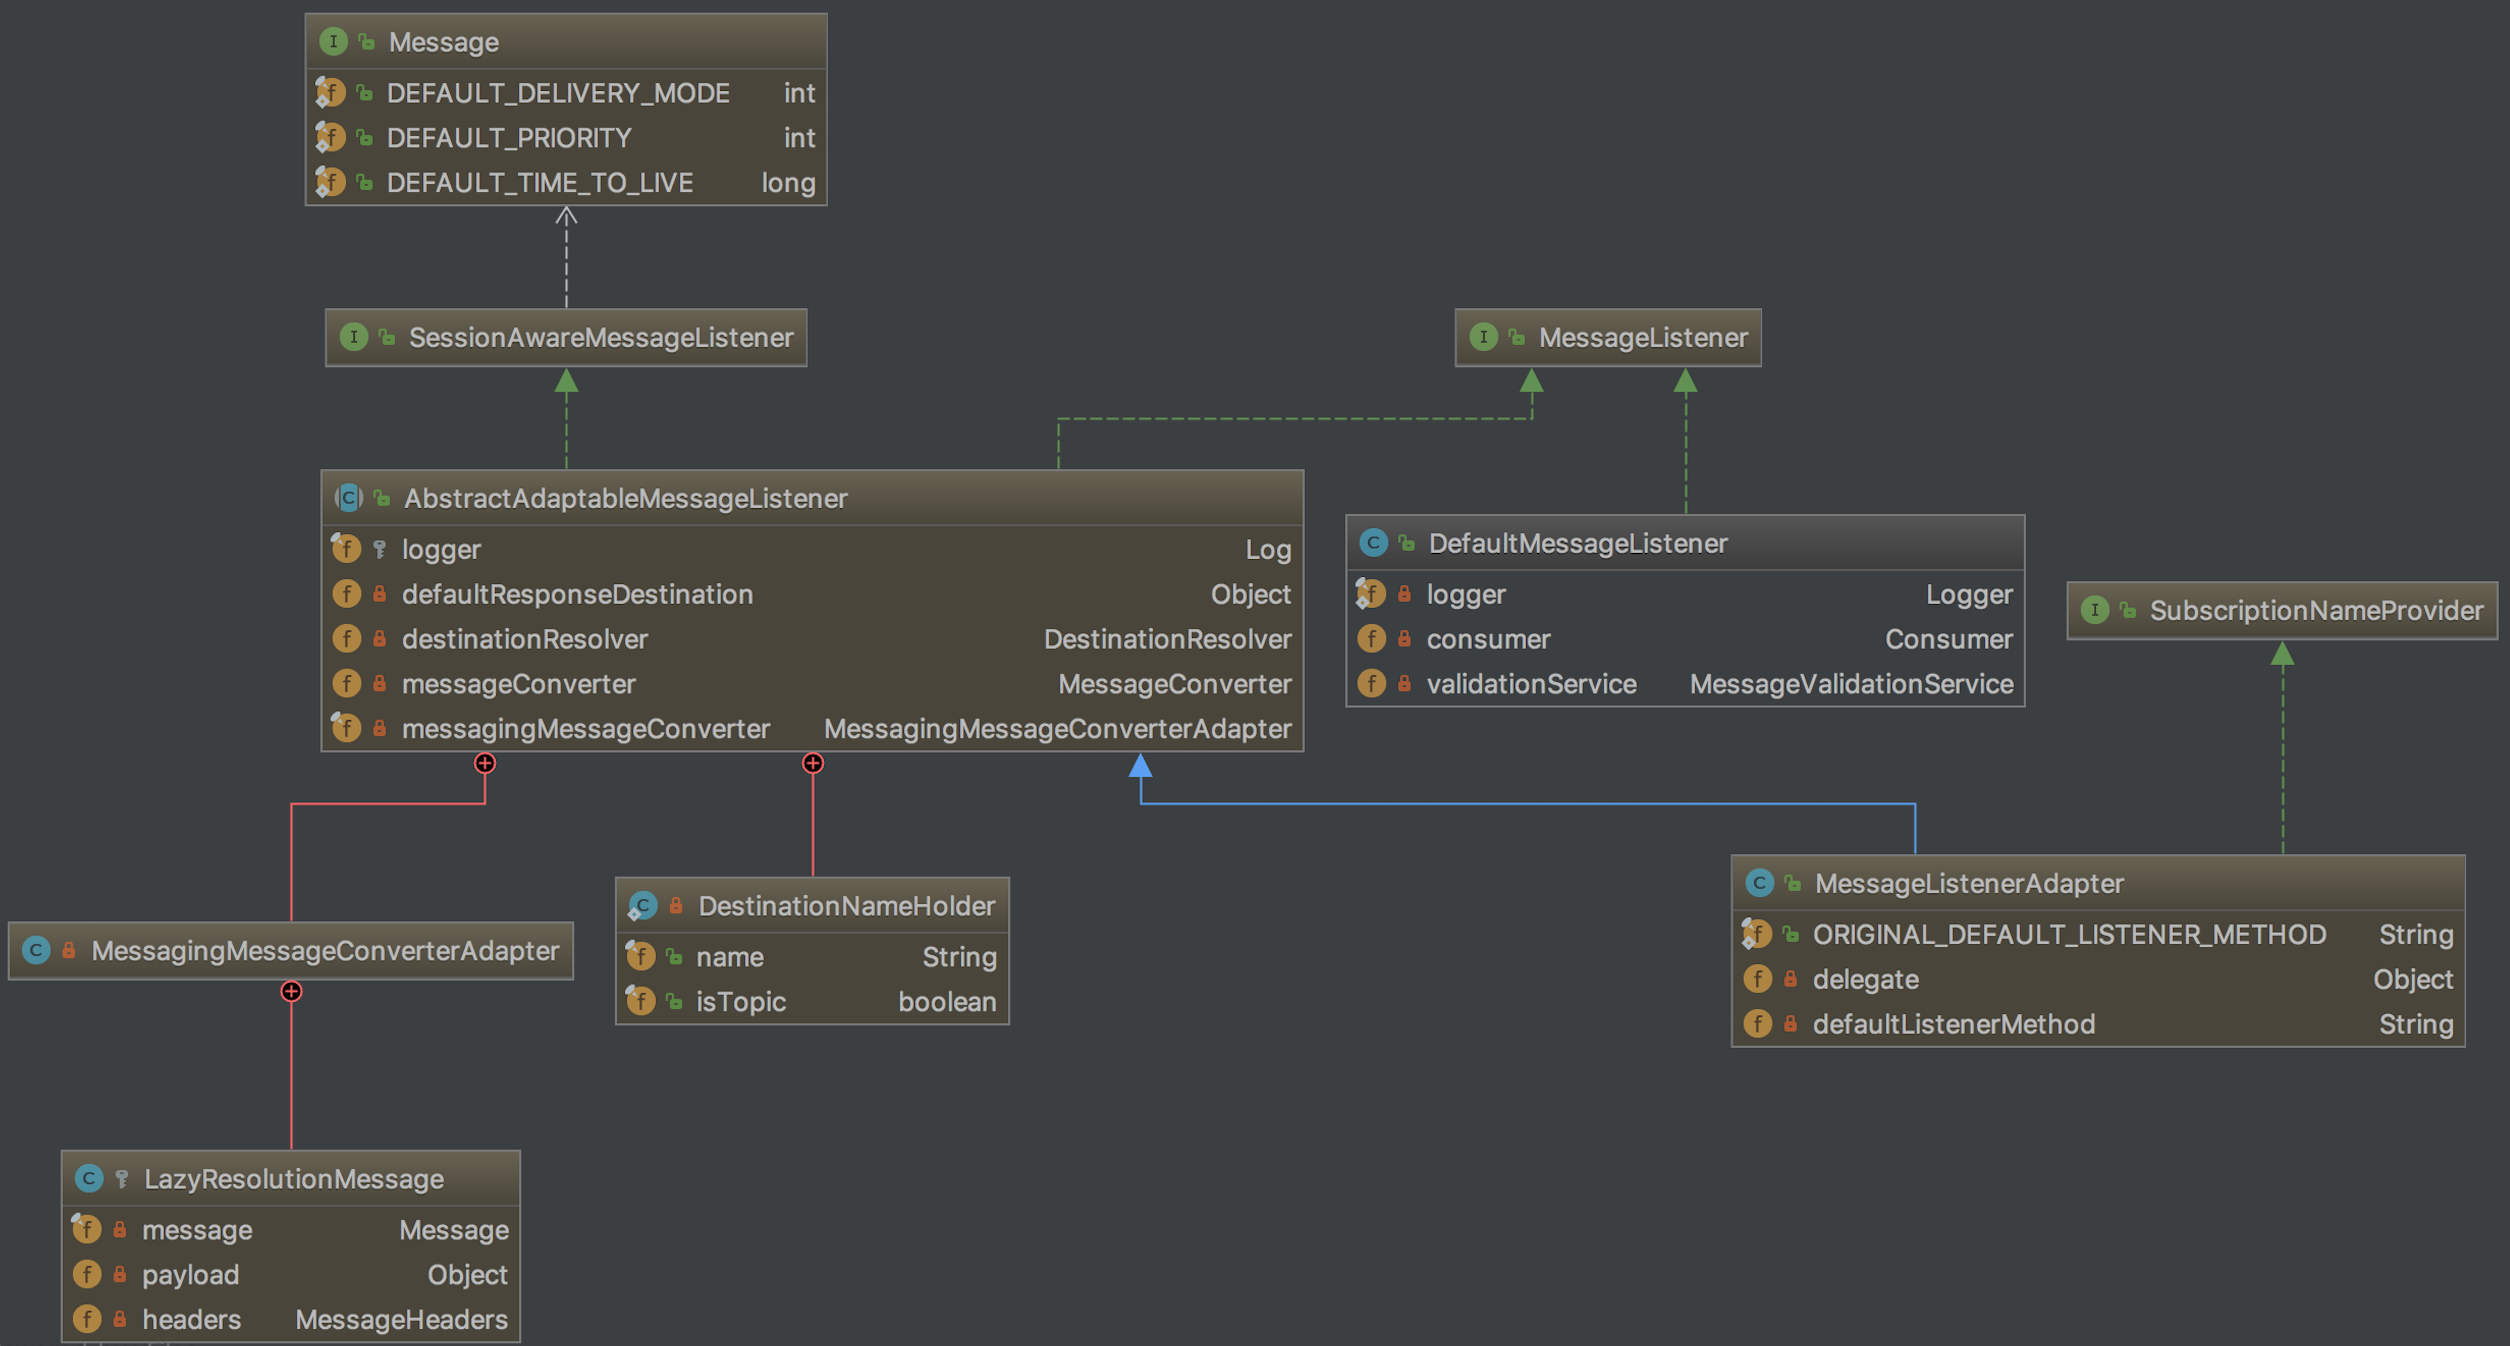 Message
DEFAULT_DELIVERY_MODE int
DEFAULT_PRIORITY int
DEFAULT_TIME_TO_LIVE long
SessionAwareMessageListener
MessageListener
AbstractAdaptableMessageListener
logger Log
defaultResponseDestination Object
destinationResolver DestinationResolver
messageConverter MessageConverter
messagingMessageConverter MessagingMessageConverterAdapter
DefaultMessageListener
logger Logger
consumer Consumer
validationService MessageValidationService
SubscriptionNameProvider
MessagingMessageConverterAdapter
DestinationNameHolder
name String
isTopic boolean
MessageListenerAdapter
ORIGINAL_DEFAULT_LISTENER_METHOD String
delegate Object
defaultListenerMethod String
LazyResolutionMessage
message Message
payload Object
headers MessageHeaders